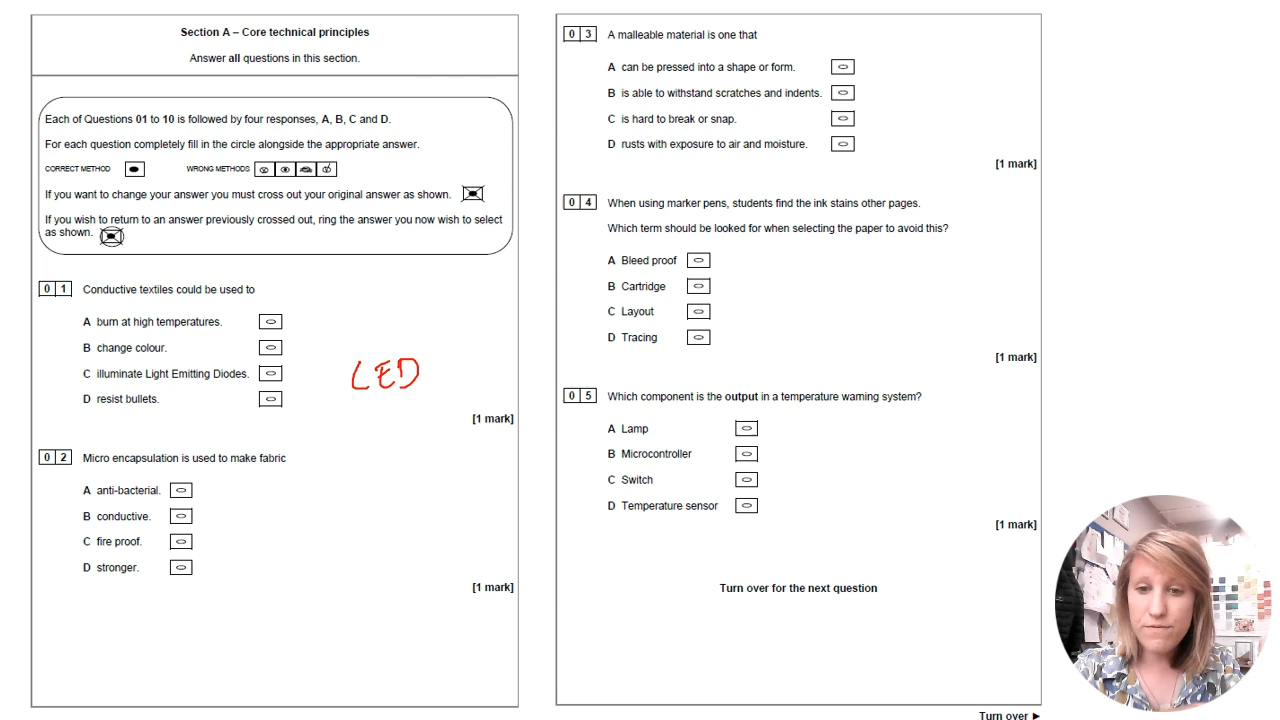 Section A – Core technical principles
Answer all questions in this section.
Each of Questions 01 to 10 is followed by four responses, A, B, C and D.
For each question completely fill in the circle alongside the appropriate answer.
CORRECT METHOD WRONG METHODS
If you want to change your answer you must cross out your original answer as shown.
If you wish to return to an answer previously crossed out, ring the answer you now wish to select
as shown.
0 1 Conductive textiles could be used to
A burn at high temperatures.
B change colour.
C illuminate Light Emitting Diodes.
LED
D resist bullets.
[1 mark]
0 2 Micro encapsulation is used to make fabric
A anti-bacterial.
B conductive.
C fire proof.
D stronger.
[1 mark]
0 3 A malleable material is one that
A can be pressed into a shape or form.
B is able to withstand scratches and indents.
C is hard to break or snap.
D rusts with exposure to air and moisture.
[1 mark]
0 4 When using marker pens, students find the ink stains other pages.
Which term should be looked for when selecting the paper to avoid this?
A Bleed proof
B Cartridge
C Layout
D Tracing
[1 mark]
0 5 Which component is the output in a temperature warning system?
A Lamp
B Microcontroller
C Switch
D Temperature sensor
[1 mark]
Turn over for the next question
Turn over ►